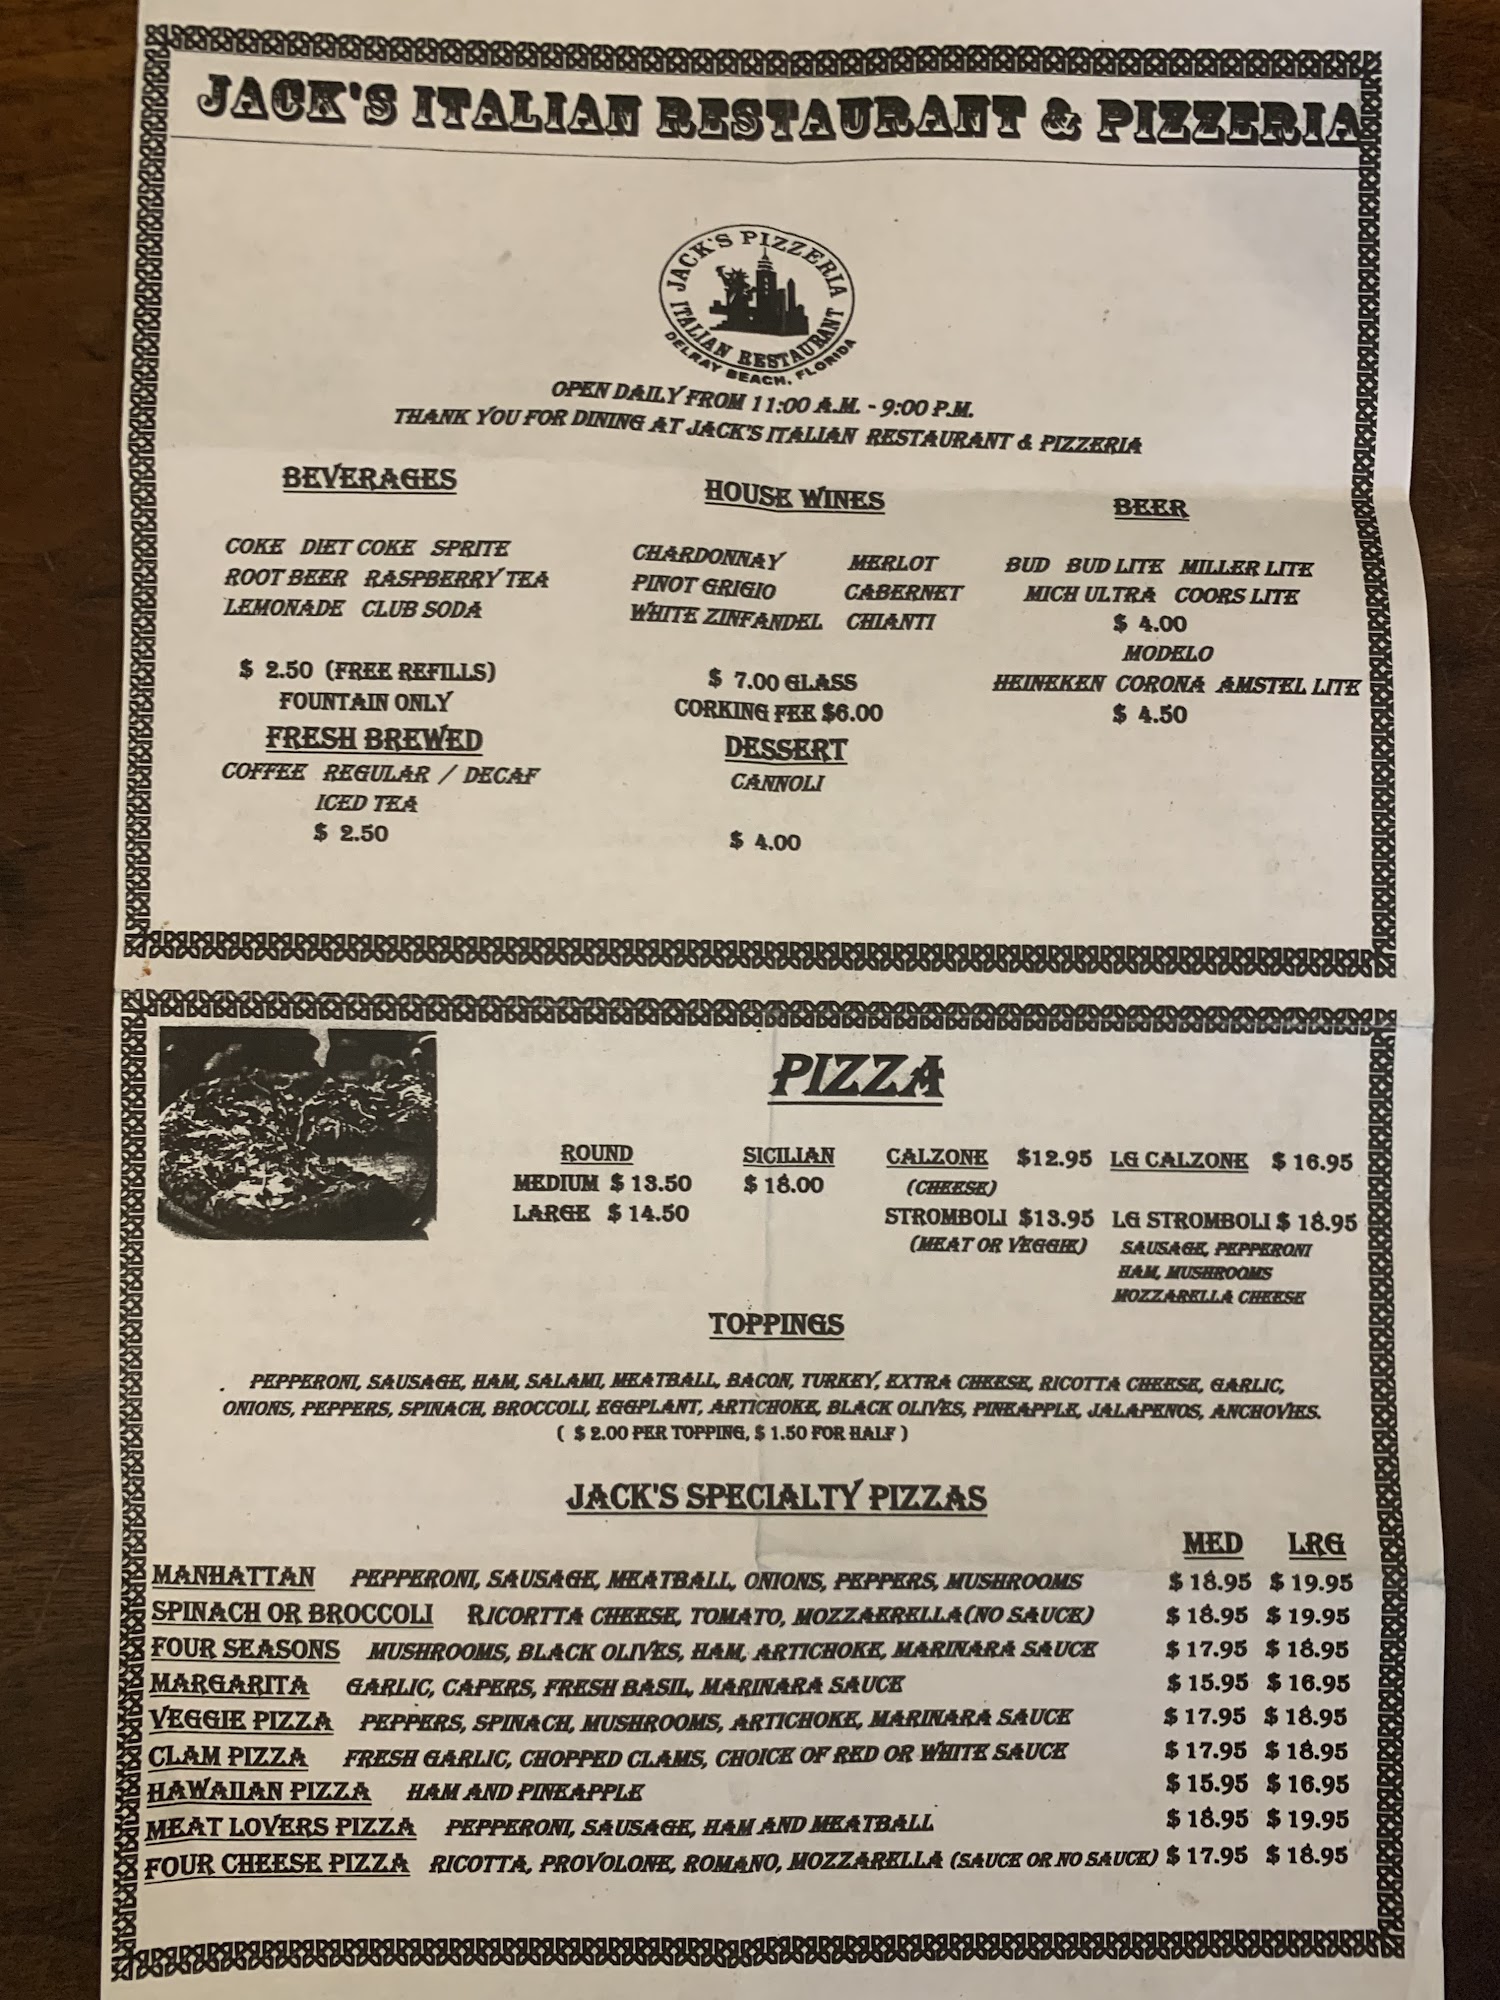 JACK'S ITALIAN RESTAURANT & PIZZERIA
JACK'S PIZZERIA
ITALIAN RESTAURANT
DELRAY BEACH, FLORIDA
OPEN DAILY FROM 11:00 A.M. - 9:00 P.M.
THANK YOU FOR DINING AT JACK'S ITALIAN RESTAURANT & PIZZERIA
BEVERAGES
COKE DIET COKE SPRITE
ROOT BEER RASPBERRY TEA
LEMONADE CLUB SODA
$ 2.50 (FREE REFILLS)
FOUNTAIN ONLY
FRESH BREWED
COFFEE REGULAR / DECAF
ICED TEA
$ 2.50
HOUSE WINES
CHARDONNAY MERLOT
PINOT GRIGIO CABERNET
WHITE ZINFANDEL CHIANTI
$ 7.00 GLASS
CORKING FEE $6.00
DESSERT
CANNOLI
$ 4.00
BEER
BUD BUD LITE MILLER LITE
MICH ULTRA COORS LITE
$ 4.00
MODELO
HEINEKEN CORONA AMSTEL LITE
$ 4.50
PIZZA
ROUND
MEDIUM $ 13.50
LARGE $ 14.50
SICILIAN
$ 18.00
CALZONE $12.95 LG CALZONE $ 16.95
(CHEESE)
STROMBOLI $13.95 LG STROMBOLI $ 18.95
(MEAT OR VEGGIE) SAUSAGE, PEPPERONI
HAM, MUSHROOMS
MOZZARELLA CHEESE
TOPPINGS
PEPPERONI, SAUSAGE, HAM, SALAMI, MEATBALL, BACON, TURKEY, EXTRA CHEESE, RICOTTA CHEESE, GARLIC,
ONIONS, PEPPERS, SPINACH, BROCCOLI, EGGPLANT, ARTICHOKE, BLACK OLIVES, PINEAPPLE, JALAPENOS, ANCHOVIES.
( $ 2.00 PER TOPPING, $ 1.50 FOR HALF )
JACK'S SPECIALTY PIZZAS
MED LRG
MANHATTAN PEPPERONI, SAUSAGE, MEATBALL, ONIONS, PEPPERS, MUSHROOMS $ 18.95 $ 19.95
SPINACH OR BROCCOLI RICORTTA CHEESE, TOMATO, MOZZAERELLA(NO SAUCE) $ 18.95 $ 19.95
FOUR SEASONS MUSHROOMS, BLACK OLIVES, HAM, ARTICHOKE, MARINARA SAUCE $ 17.95 $ 18.95
MARGARITA GARLIC, CAPERS, FRESH BASIL, MARINARA SAUCE $ 15.95 $ 16.95
VEGGIE PIZZA PEPPERS, SPINACH, MUSHROOMS, ARTICHOKE, MARINARA SAUCE $ 17.95 $ 18.95
CLAM PIZZA FRESH GARLIC, CHOPPED CLAMS, CHOICE OF RED OR WHITE SAUCE $ 17.95 $ 18.95
HAWAIIAN PIZZA HAM AND PINEAPPLE $ 15.95 $ 16.95
MEAT LOVERS PIZZA PEPPERONI, SAUSAGE, HAM AND MEATBALL $ 18.95 $ 19.95
FOUR CHEESE PIZZA RICOTTA, PROVOLONE, ROMANO, MOZZARELLA (SAUCE OR NO SAUCE) $ 17.95 $ 18.95